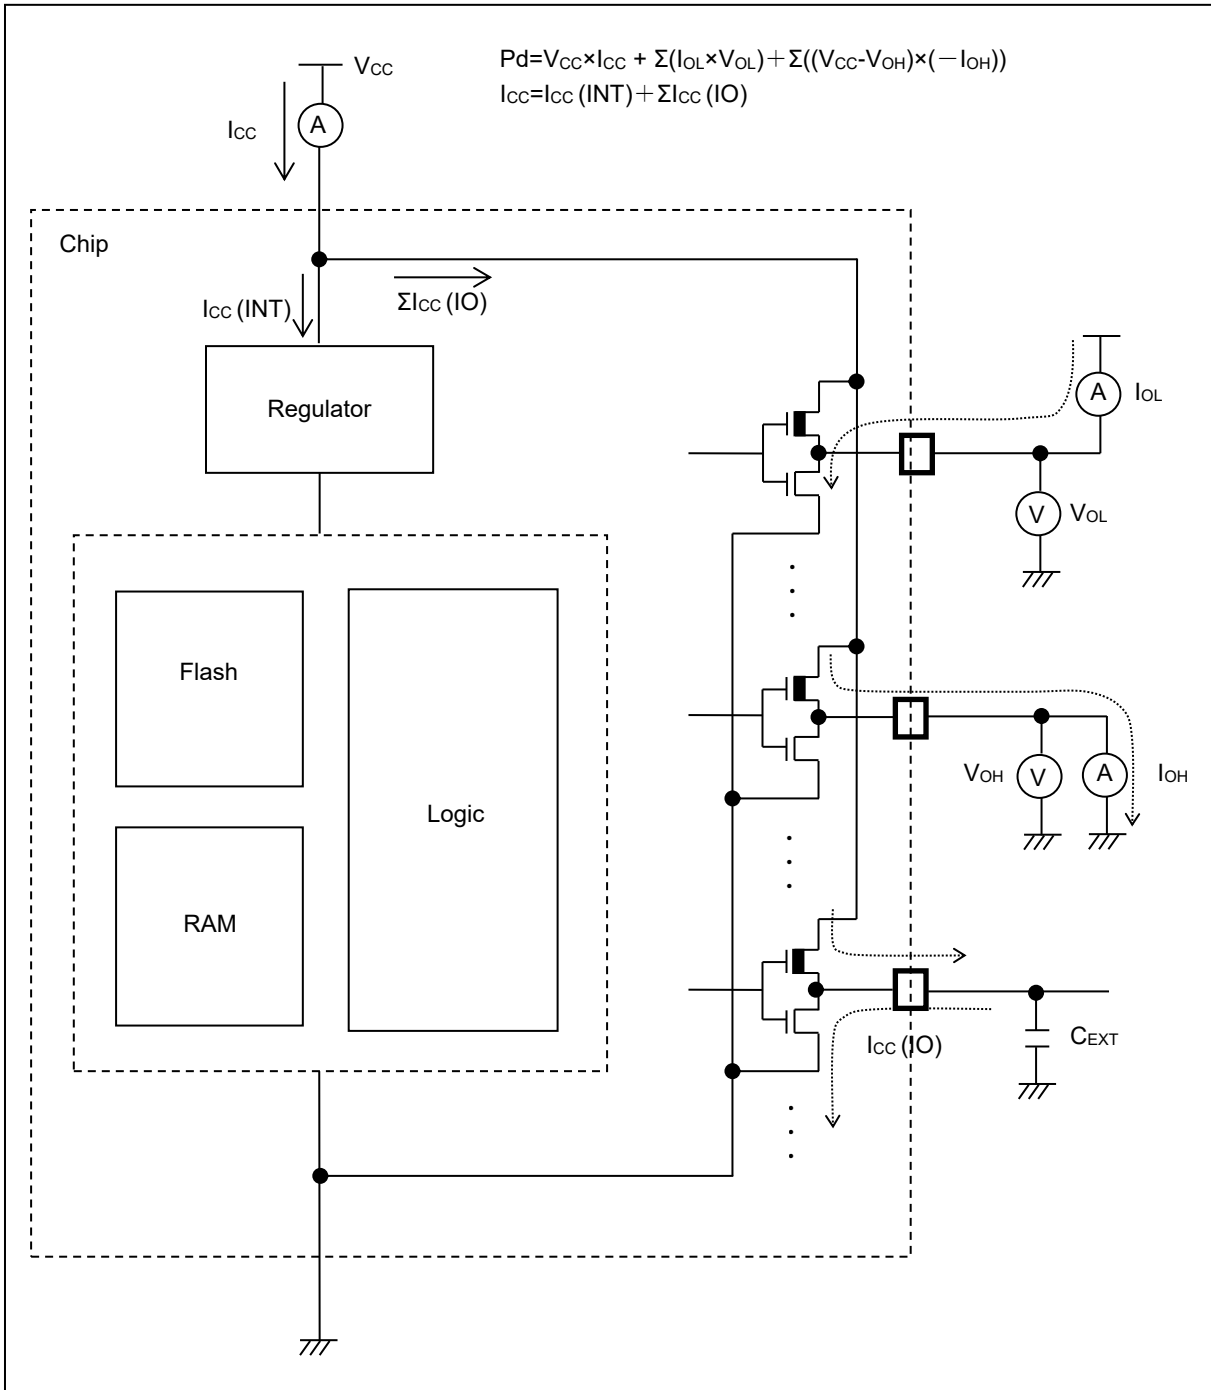 Pd=VCC×ICC + Σ(IOL×VOL)+Σ((VCC-VOH)×(-IOH))
ICC=ICC(INT)+ΣICC(IO)
VCC
A
ICC
Chip
ICC(INT)
ΣICC(IO)
Regulator
A
IOL
V
VOL
Flash
Logic
RAM
VOH
V
A
IOH
ICC(IO)
CEXT